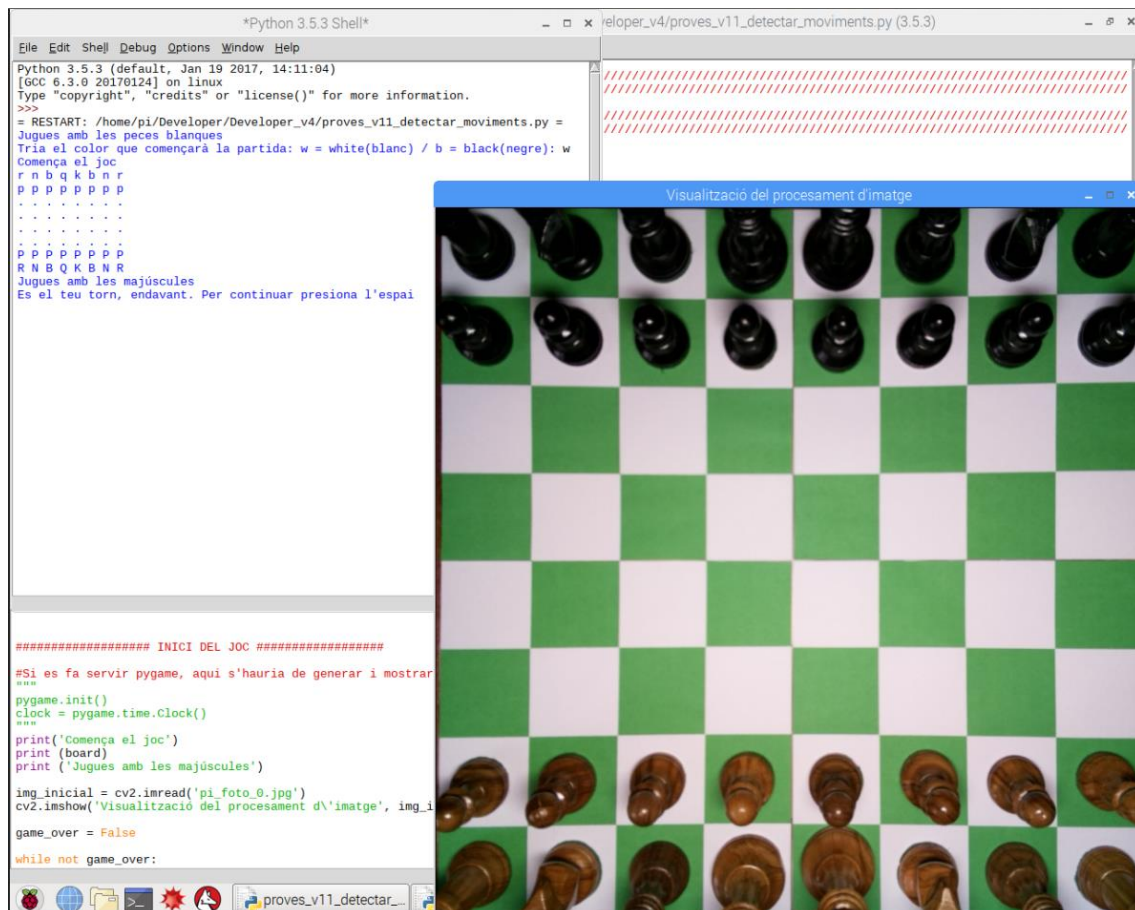 *Python 3.5.3 Shell*
File Edit Shell Debug Options Window Help
Python 3.5.3 (default, Jan 19 2017, 14:11:04)
[GCC 6.3.0 20170124] on linux
Type "copyright", "credits" or "license()" for more information.
>>>
= RESTART: /home/pi/Developer/Developer_v4/proves_v11_detectar_moviments.py =
Jugues amb les peces blanques
Tria el color que començarà la partida: w = white(blanc) / b = black(negre): w
Comença el joc
r n b q k b n r
p p p p p p p p
. . . . . . . .
. . . . . . . .
. . . . . . . .
. . . . . . . .
P P P P P P P P
R N B Q K B N R
Jugues amb les majúscules
Es el teu torn, endavant. Per continuar presiona l'espai
veloper_v4/proves_v11_detectar_moviments.py (3.5.3)
//////////////////////////////////////////////////////////////////////////
//////////////////////////////////////////////////////////////////////////
//////////////////////////////////////////////////////////////////////////
//////////////////////////////////////////////////////////////////////////
Visualització del procesament d'imatge
################### INICI DEL JOC ##################
#Si es fa servir pygame, aqui s'hauria de generar i mostrar
"""
pygame.init()
clock = pygame.time.Clock()
"""
print('Comença el joc')
print (board)
print ('Jugues amb les majúscules')
img_inicial = cv2.imread('pi_foto_0.jpg')
cv2.imshow('Visualització del procesament d\'imatge', img_i
game_over = False
while not game_over:
proves_v11_detectar_...